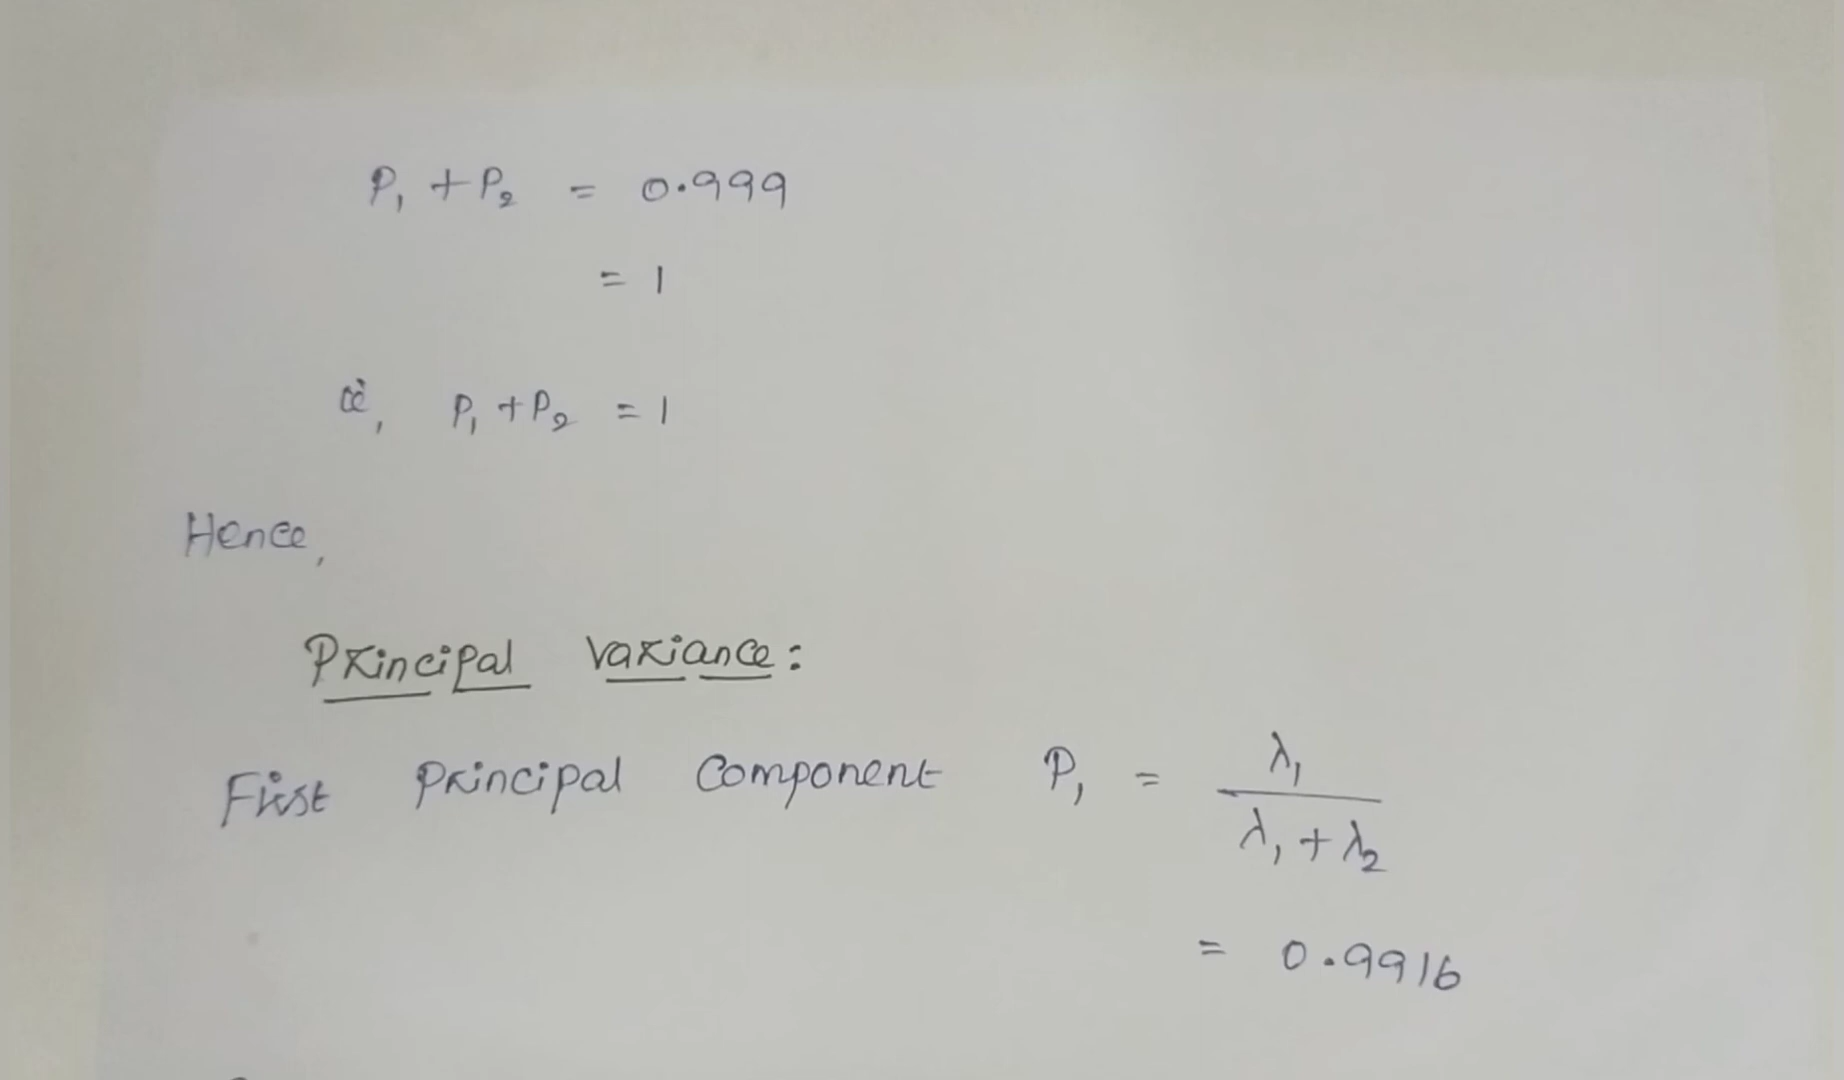 P₁ + P₂ = 0.999
= 1
ie, P₁ + P₂ = 1
Hence,
Principal Variance:
First Principal Component P₁ = λ₁ / λ₁ + λ₂
= 0.9916